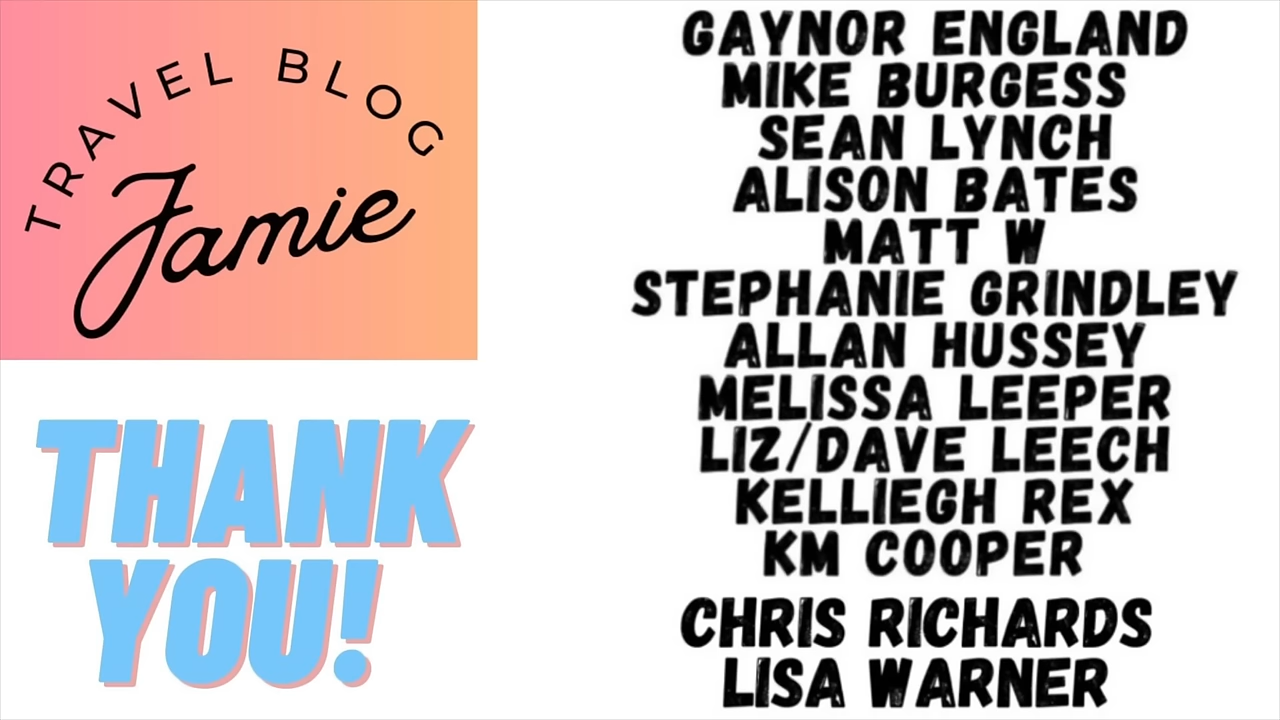 TRAVEL BLOG
Jamie
THANK
YOU!
GAYNOR ENGLAND
MIKE BURGESS
SEAN LYNCH
ALISON BATES
MATT W
STEPHANIE GRINDLEY
ALLAN HUSSEY
MELISSA LEEPER
LIZ/DAVE LEECH
KELLIEGH REX
KM COOPER
CHRIS RICHARDS
LISA WARNER